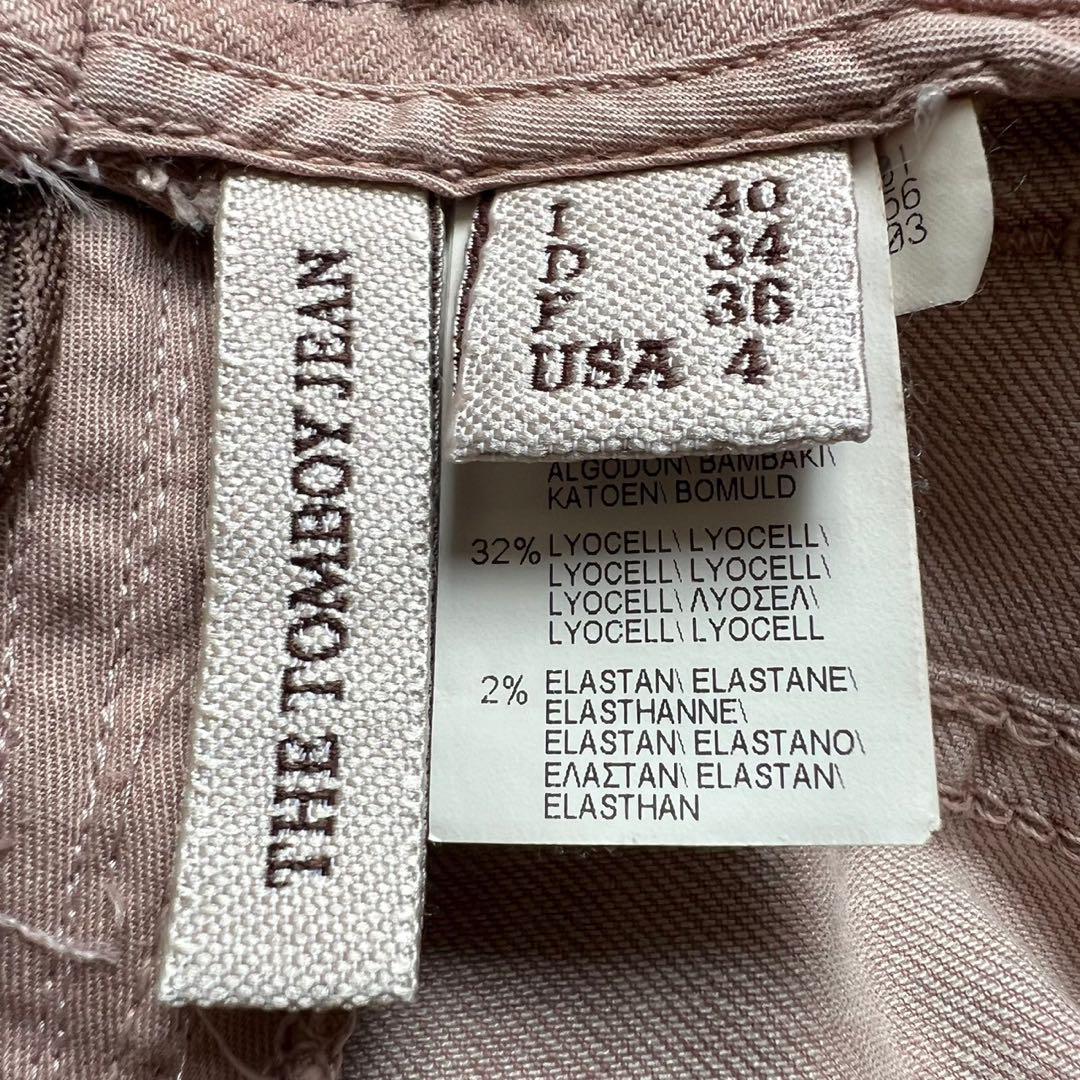 THE TOMBOY JEAN
I 40
D 34
F 36
USA 4
ALGODON\ BAMBAKI\
KATOEN\ BOMULD
32% LYOCELL\ LYOCELL\
LYOCELL\ LYOCELL\
LYOCELL\ ΛΥΟΣΕΛ\
LYOCELL\ LYOCELL
2% ELASTAN\ ELASTANE\
ELASTHANNE\
ELASTAN\ ELASTANO\
ΕΛΑΣΤΑΝ\ ELASTAN\
ELASTHAN
03